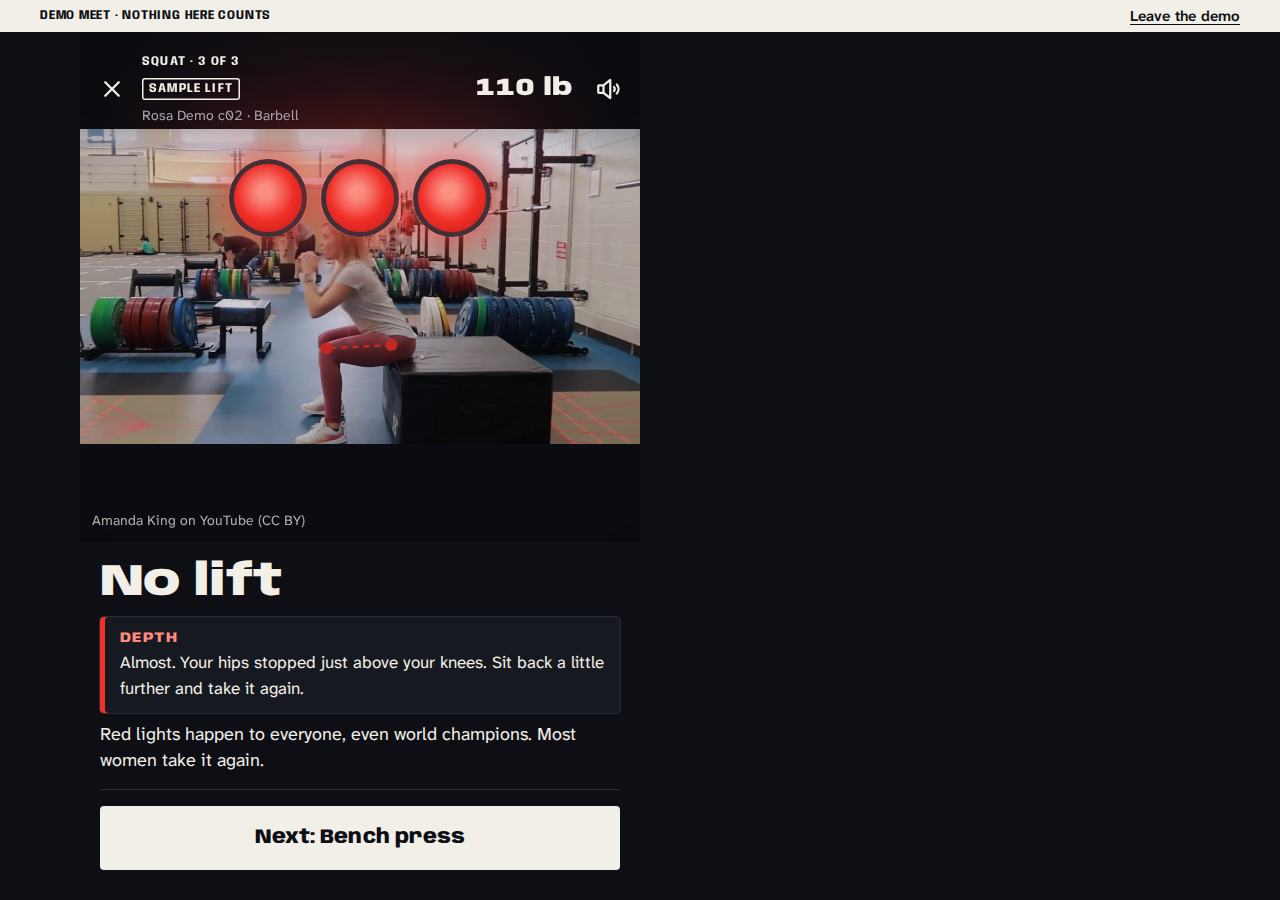 DEMO MEET · NOTHING HERE COUNTS
Leave the demo
SQUAT · 3 OF 3
SAMPLE LIFT
Rosa Demo c02 · Barbell
110 lb
Amanda King on YouTube (CC BY)
No lift
DEPTH
Almost. Your hips stopped just above your knees. Sit back a little
further and take it again.
Red lights happen to everyone, even world champions. Most
women take it again.
Next: Bench press